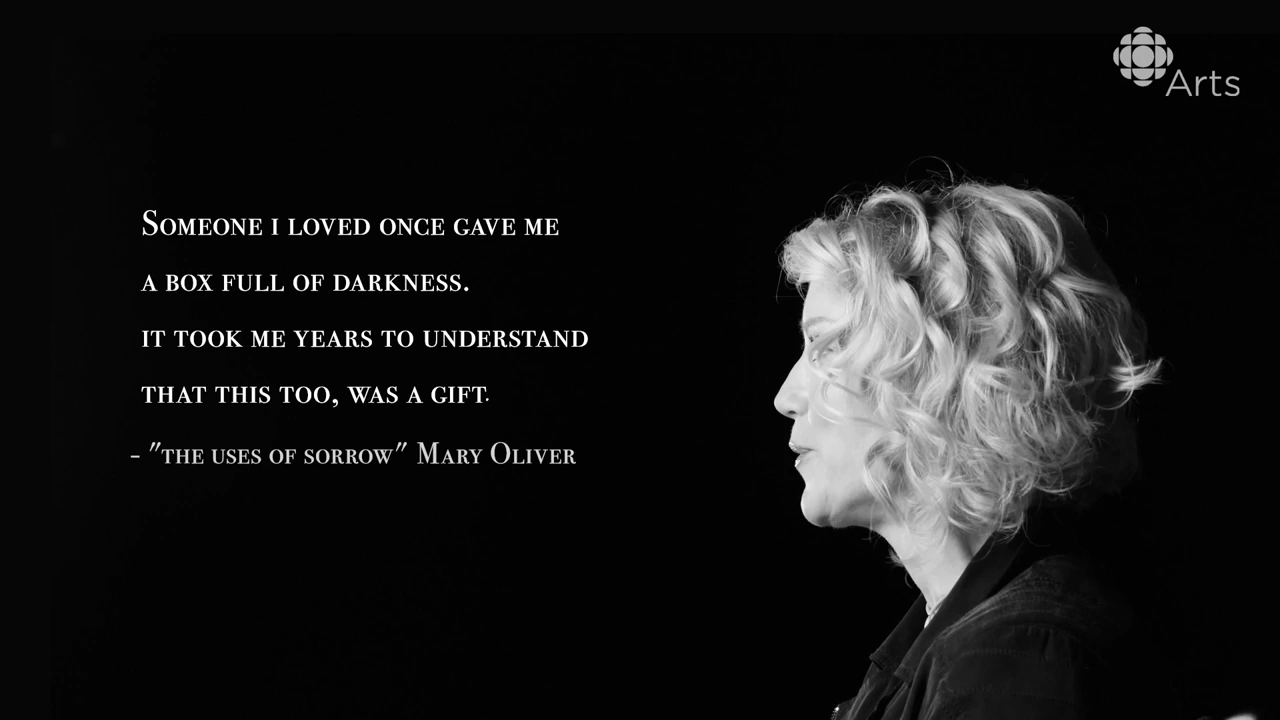 Someone i loved once gave me
a box full of darkness.
it took me years to understand
that this too, was a gift.
- "the uses of sorrow" Mary Oliver
Arts